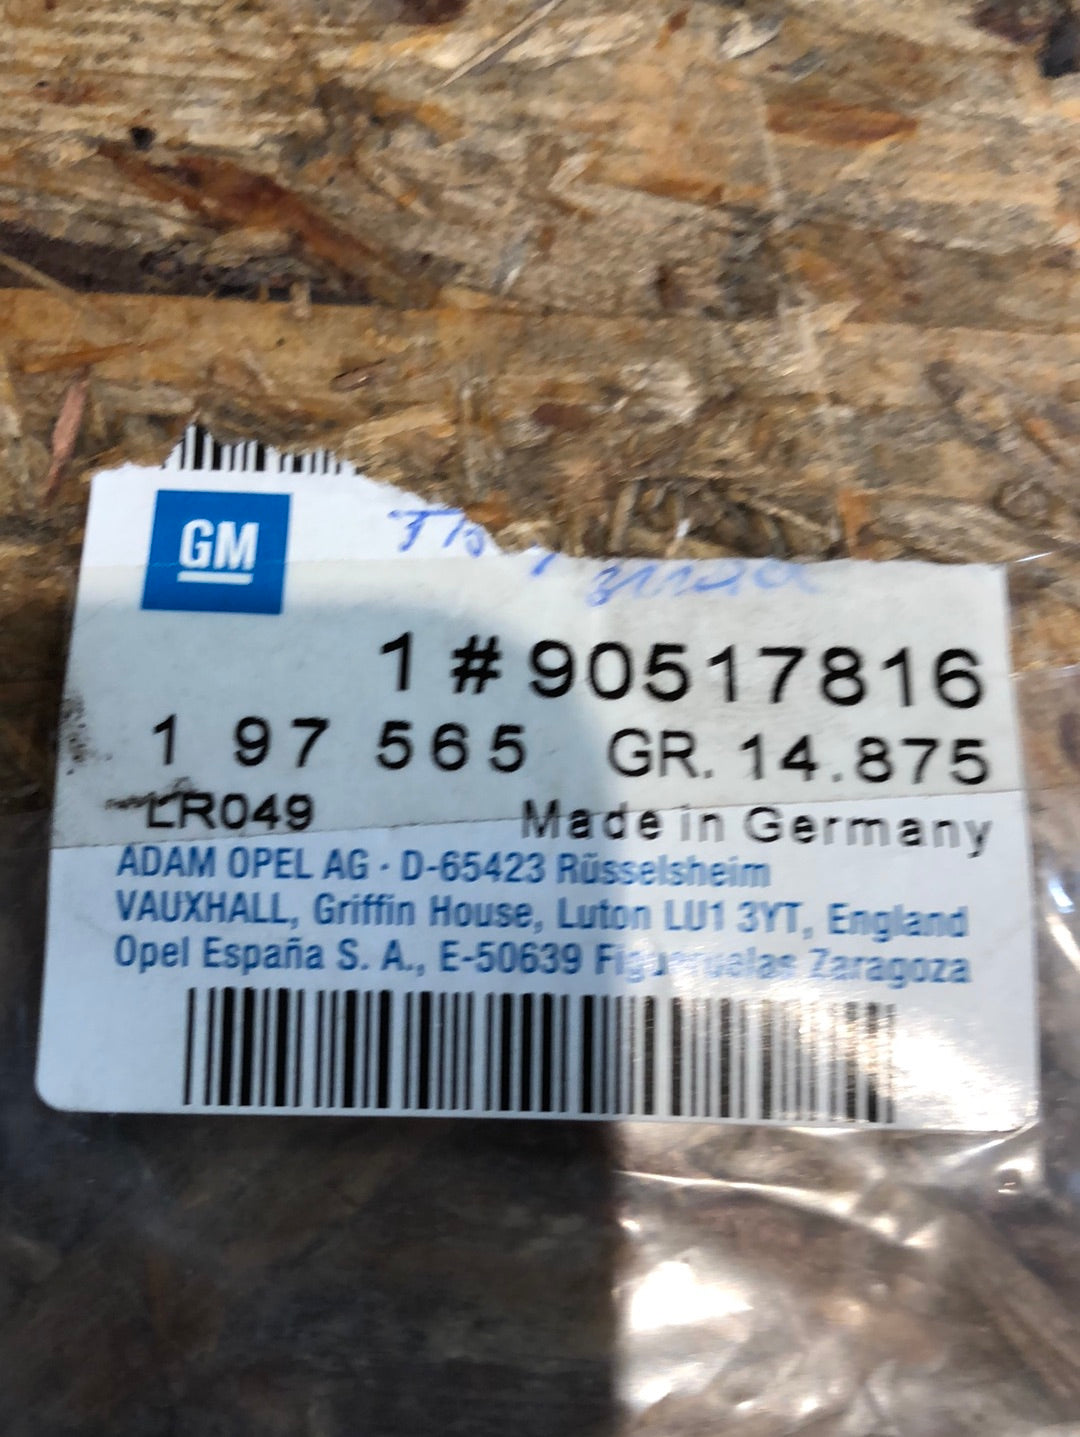 GM
1 # 90517816
1 97 565 GR. 14.875
LR049 Made in Germany
ADAM OPEL AG · D-65423 Rüsselsheim
VAUXHALL, Griffin House, Luton LU1 3YT, England
Opel España S. A., E-50639 Figueruelas Zaragoza